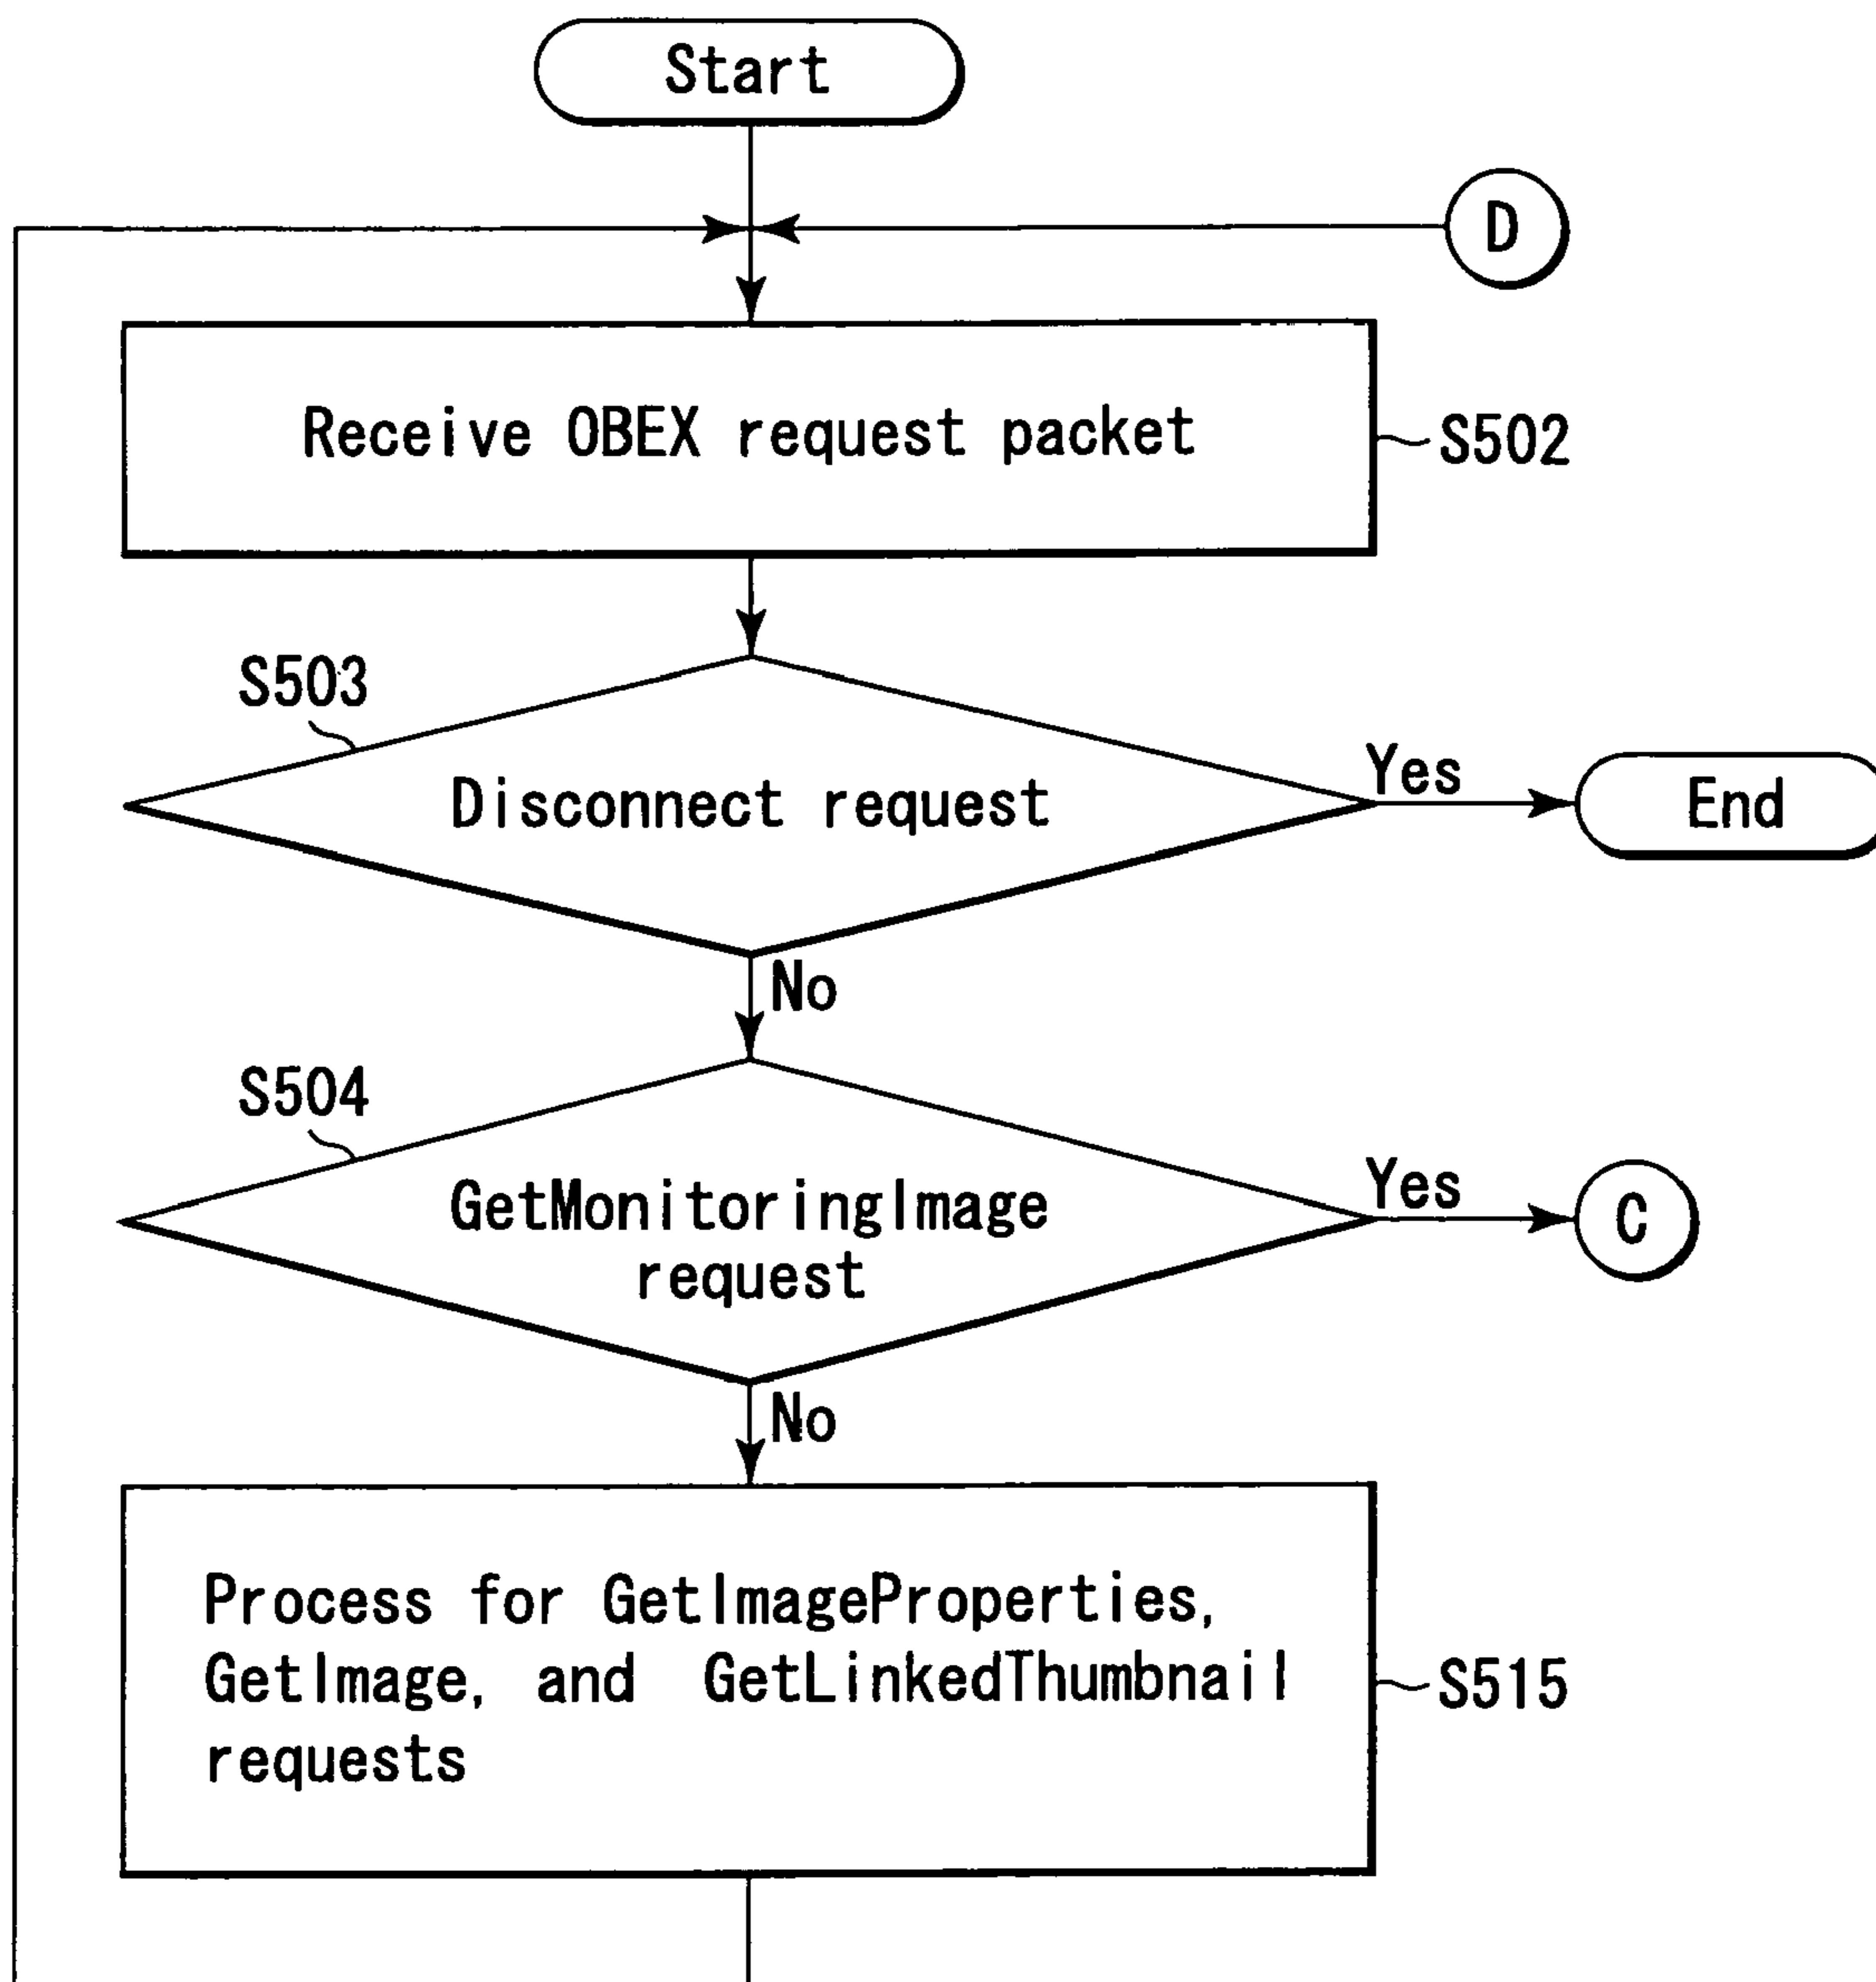 Start
D
Receive OBEX request packet
S502
S503
Disconnect request
Yes
End
No
S504
GetMonitoringImage
request
Yes
C
No
Process for GetImageProperties,
GetImage, and GetLinkedThumbnail
requests
S515